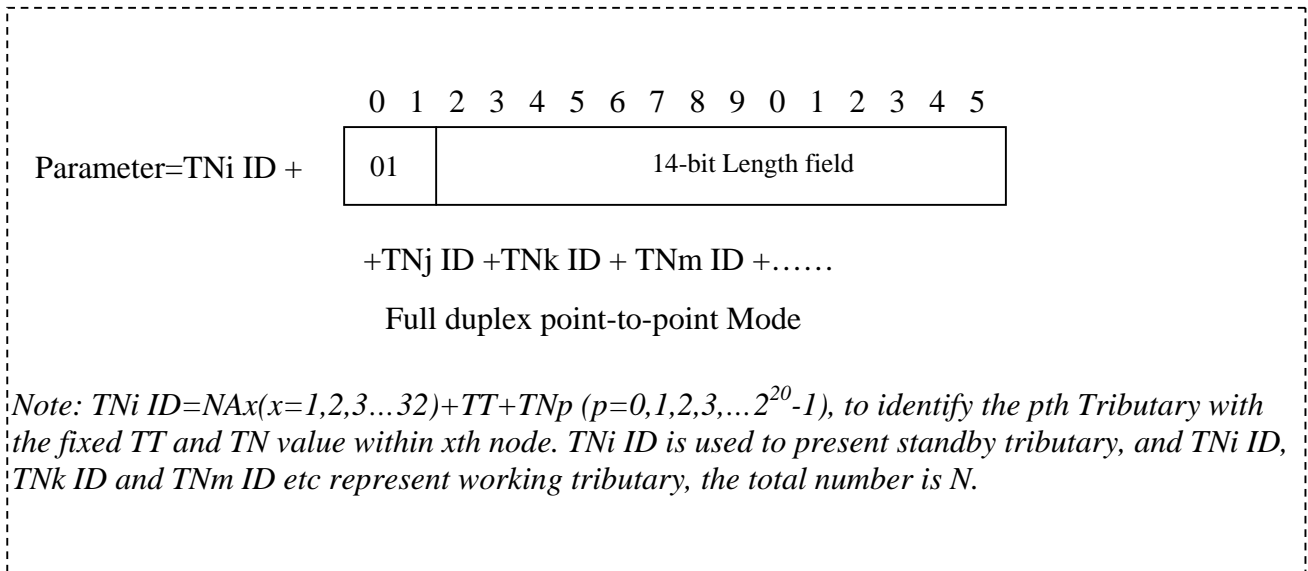 0 1 2 3 4 5 6 7 8 9 0 1 2 3 4 5
Parameter=TNi ID + 01 14-bit Length field
+TNj ID +TNk ID + TNm ID +……
Full duplex point-to-point Mode
Note: TNi ID=NAx(x=1,2,3...32)+TT+TNp (p=0,1,2,3,...2^20-1), to identify the pth Tributary with
the fixed TT and TN value within xth node. TNi ID is used to present standby tributary, and TNi ID,
TNk ID and TNm ID etc represent working tributary, the total number is N.